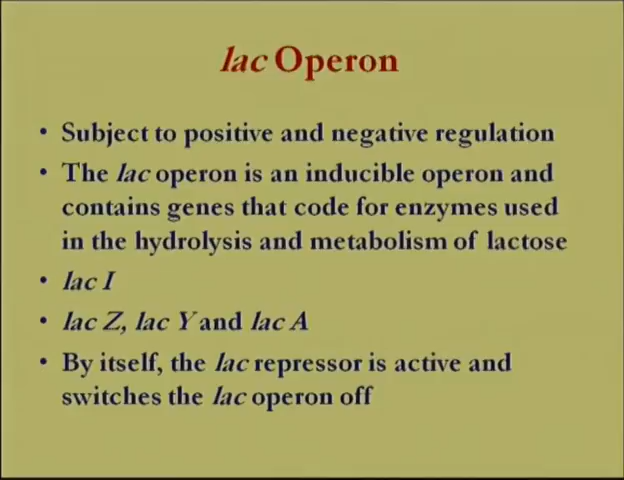 lac Operon
• Subject to positive and negative regulation
• The lac operon is an inducible operon and
contains genes that code for enzymes used
in the hydrolysis and metabolism of lactose
• lac I
• lac Z, lac Y and lac A
• By itself, the lac repressor is active and
switches the lac operon off